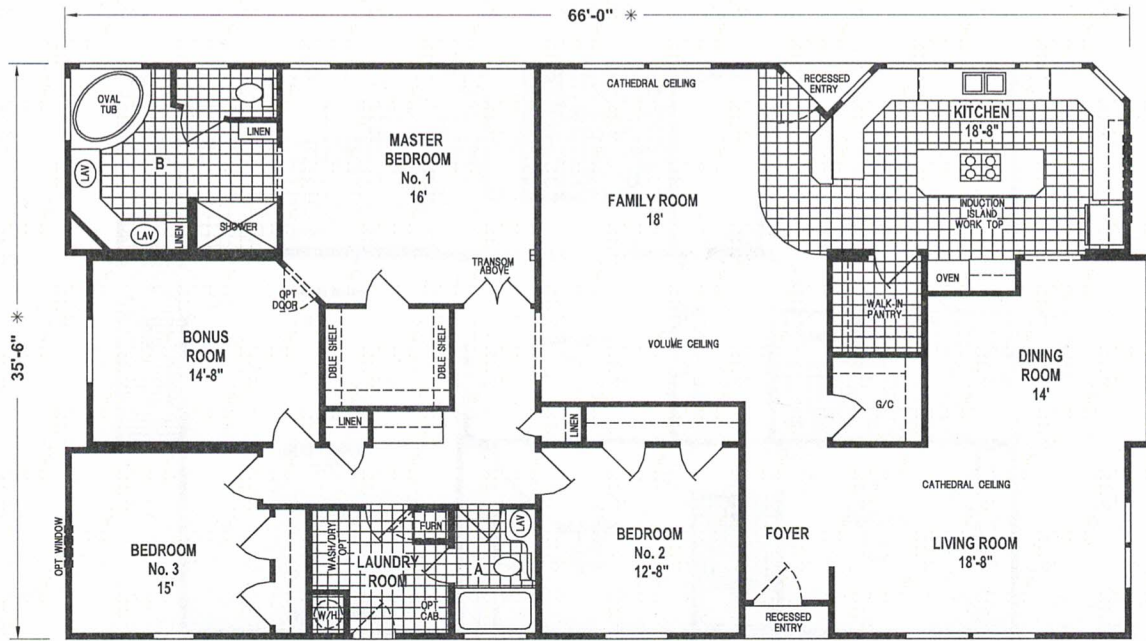 66'-0" *
35'-6" *
OVAL
TUB
LAV
LAV
B
LINEN
LINEN
SHOWER
MASTER
BEDROOM
No. 1
16'
CATHEDRAL CEILING
FAMILY ROOM
18'
RECESSED
ENTRY
KITCHEN
18'-8"
INDUCTION
ISLAND
WORK TOP
OVEN
WALK-IN
PANTRY
TRANSOM
ABOVE
OPT
DOOR
BONUS
ROOM
14'-8"
DBLE SHELF
DBLE SHELF
VOLUME CEILING
G/C
DINING
ROOM
14'
LINEN
LINEN
CATHEDRAL CEILING
LIVING ROOM
18'-8"
FOYER
RECESSED
ENTRY
BEDROOM
No. 2
12'-8"
OPT WINDOW
BEDROOM
No. 3
15'
WASH/DRY
OPT
FURN
LAUNDRY
ROOM
W/H
OPT
CAB
A
LAV